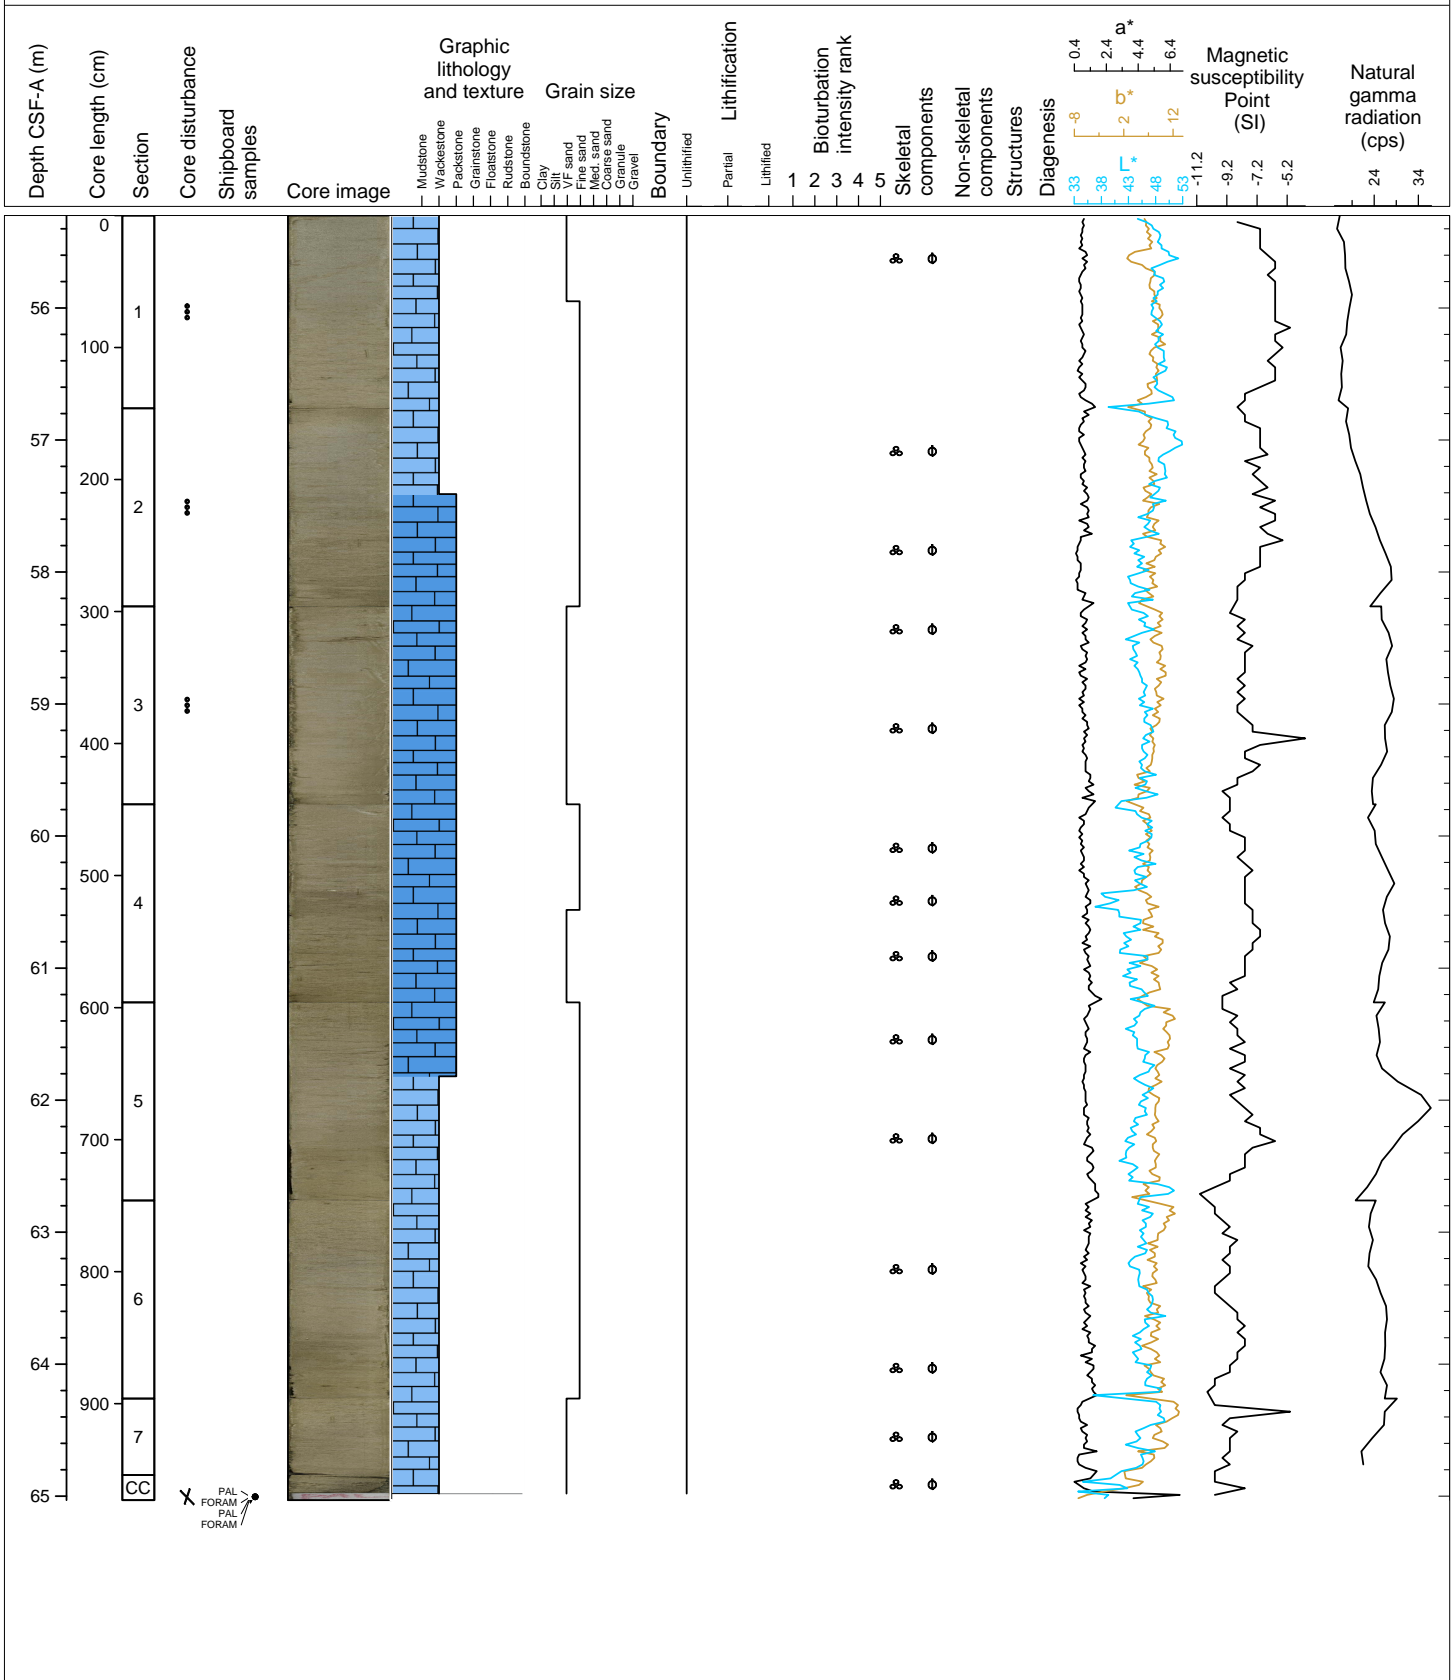 Depth CSF-A (m)
Core length (cm)
Section
Core disturbance
Shipboard
samples
Core image
Graphic
lithology
and texture
Mudstone
Wackestone
Packstone
Grainstone
Floatstone
Rudstone
Boundstone
Grain size
Clay
Silt
VF sand
Fine sand
Med. sand
Coarse sand
Granule
Gravel
Boundary
Lithification
Unlithified
Partial
Lithified
Bioturbation
intensity rank
1 2 3 4 5
Skeletal
components
Non-skeletal
components
Structures
Diagenesis
a*
0.4 2.4 4.4 6.4
b*
-8 2 12
L*
33 38 43 48 53
Magnetic
susceptibility
Point
(SI)
-11.2 -9.2 -7.2 -5.2
Natural
gamma
radiation
(cps)
24 34
0
56
1
100
57
200
2
58
300
3
59
400
60
500
4
61
600
5
62
700
63
800
6
64
900
7
CC
65
PAL
FORAM
PAL
FORAM